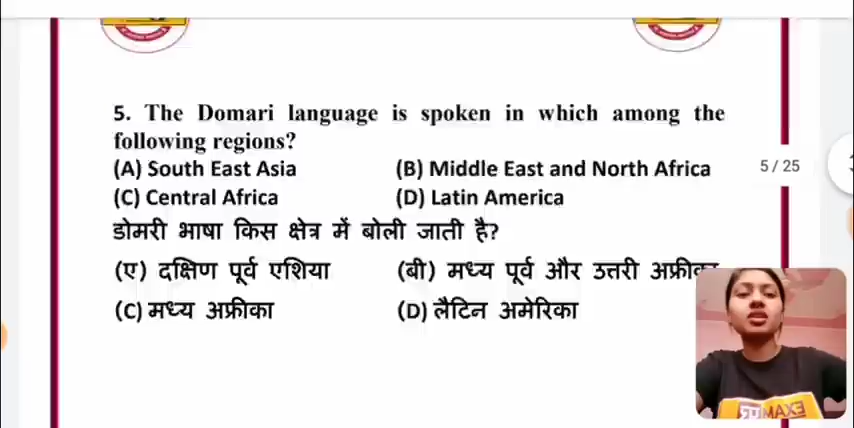 5. The Domari language is spoken in which among the
following regions?
(A) South East Asia (B) Middle East and North Africa
(C) Central Africa (D) Latin America
5 / 25
डोमरी भाषा किस क्षेत्र में बोली जाती है?
(ए) दक्षिण पूर्व एशिया (बी) मध्य पूर्व और उत्तरी
(C) मध्य अफ्रीका (D) लैटिन अमेरिका